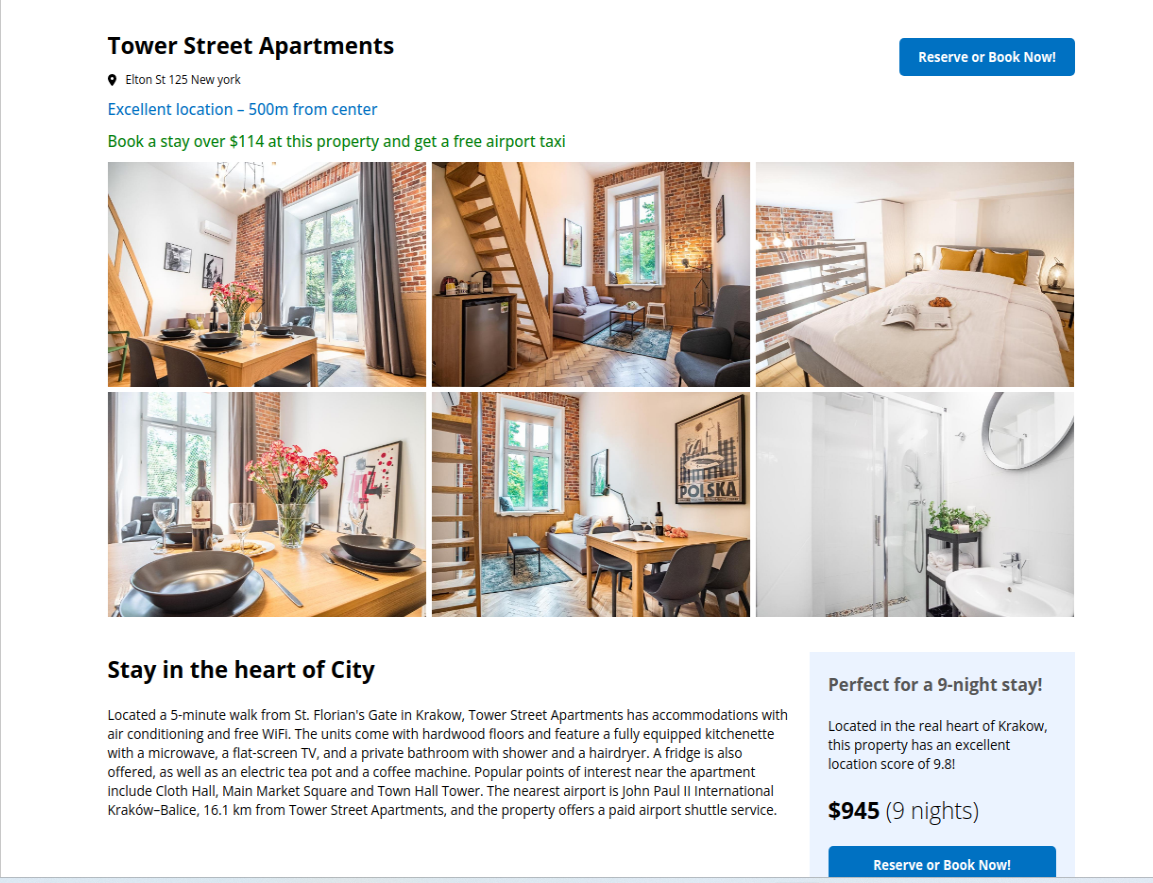 Tower Street Apartments
Reserve or Book Now!
Elton St 125 New york
Excellent location – 500m from center
Book a stay over $114 at this property and get a free airport taxi
POLSKA
Stay in the heart of City
Located a 5-minute walk from St. Florian's Gate in Krakow, Tower Street Apartments has accommodations with
air conditioning and free WiFi. The units come with hardwood floors and feature a fully equipped kitchenette
with a microwave, a flat-screen TV, and a private bathroom with shower and a hairdryer. A fridge is also
offered, as well as an electric tea pot and a coffee machine. Popular points of interest near the apartment
include Cloth Hall, Main Market Square and Town Hall Tower. The nearest airport is John Paul II International
Kraków–Balice, 16.1 km from Tower Street Apartments, and the property offers a paid airport shuttle service.
Perfect for a 9-night stay!
Located in the real heart of Krakow,
this property has an excellent
location score of 9.8!
$945 (9 nights)
Reserve or Book Now!